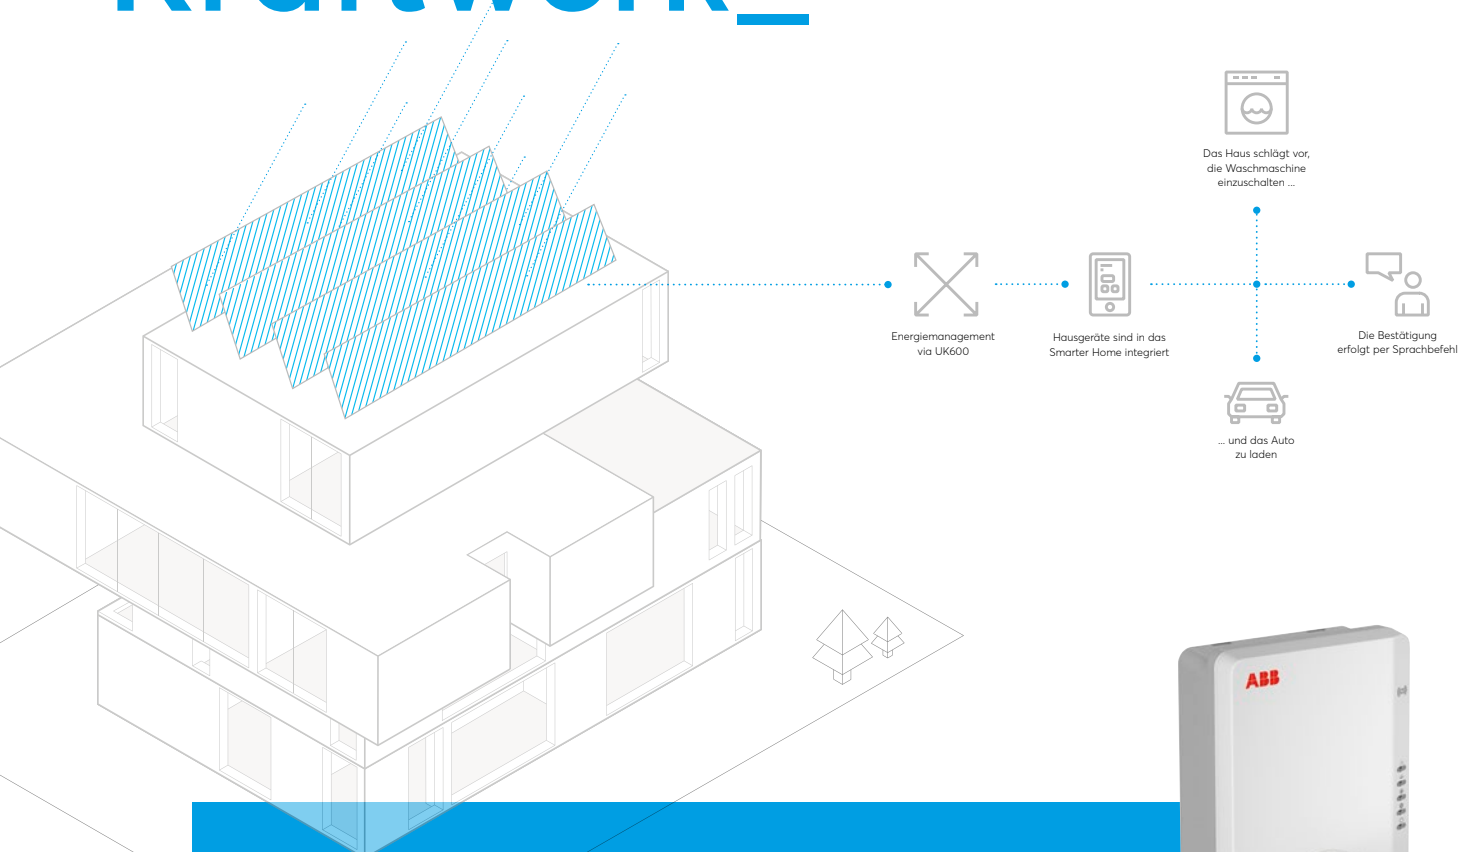 Kraftwerk_
Das Haus schlägt vor,
die Waschmaschine
einzuschalten ...
Energiemanagement
via UK600
Hausgeräte sind in das
Smarter Home integriert
Die Bestätigung
erfolgt per Sprachbefehl
... und das Auto
zu laden
ABB